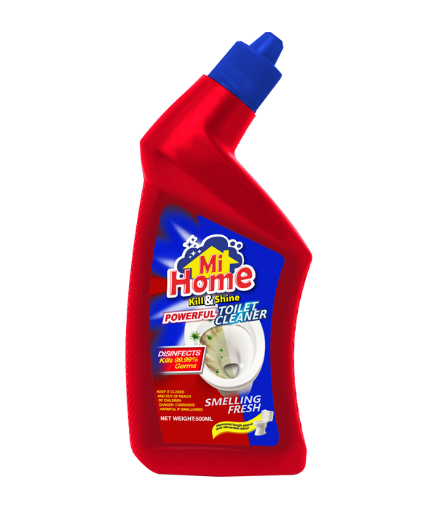 Mi
Home
Kill & Shine
POWERFUL TOILET
CLEANER
DISINFECTS
Kills 99.99%
Germs
KEEP IT CLOSED
AND OUT OF REACH
OF CHILDREN
DANGER: CORROSIVE
HARMFUL IF SWALLOWED
NET WEIGHT:500ML
SMELLING
FRESH